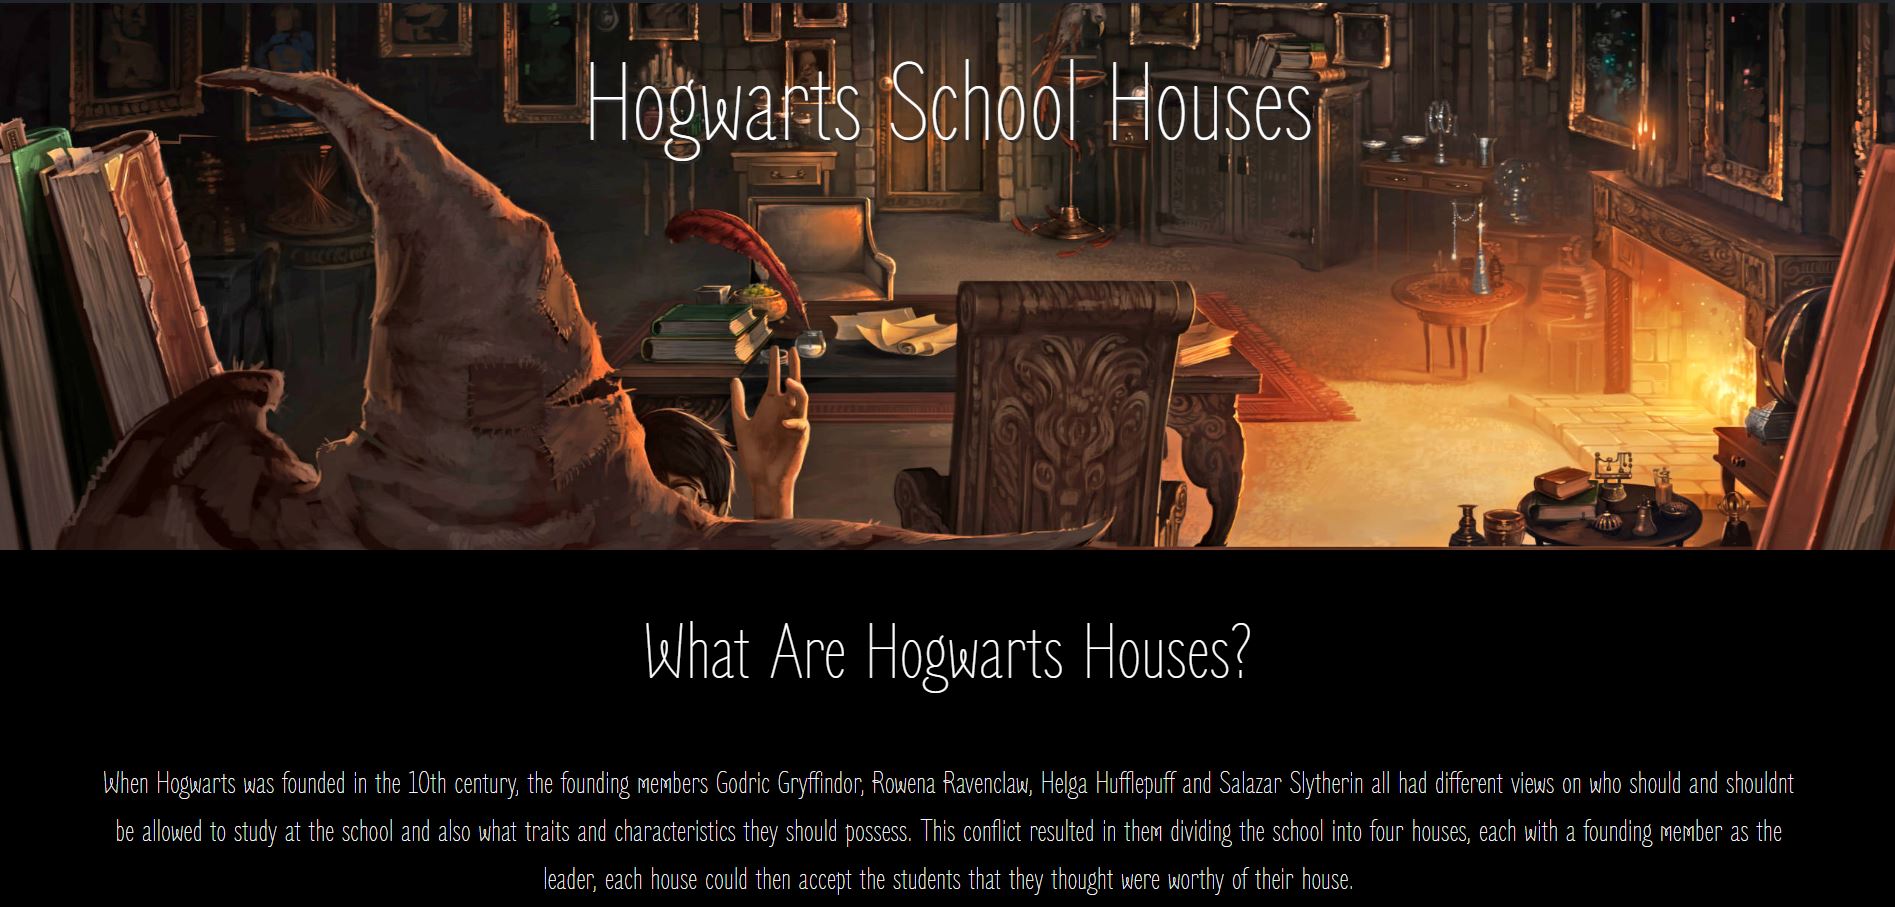 Hogwarts School Houses
What Are Hogwarts Houses?
When Hogwarts was founded in the 10th century, the founding members Godric Gryffindor, Rowena Ravenclaw, Helga Hufflepuff and Salazar Slytherin all had different views on who should and shouldnt
be allowed to study at the school and also what traits and characteristics they should possess. This conflict resulted in them dividing the school into four houses, each with a founding member as the
leader, each house could then accept the students that they thought were worthy of their house.